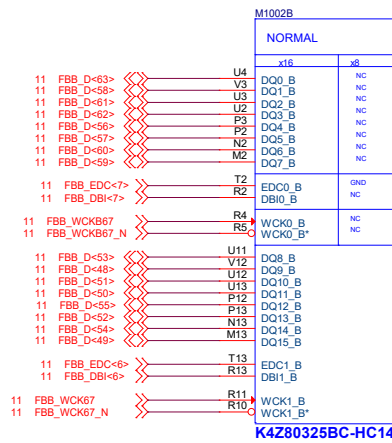 M1002B
NORMAL
x16 x8
11 FBB_D<63> U4 DQ0_B NC
11 FBB_D<58> V3 DQ1_B NC
11 FBB_D<61> U3 DQ2_B NC
11 FBB_D<62> U2 DQ3_B NC
11 FBB_D<56> P3 DQ4_B NC
11 FBB_D<57> P2 DQ5_B NC
11 FBB_D<60> N2 DQ6_B NC
11 FBB_D<59> M2 DQ7_B NC
11 FBB_EDC<7> T2 EDC0_B GND
11 FBB_DBI<7> R2 DBI0_B NC
11 FBB_WCKB67 R4 WCK0_B NC
11 FBB_WCKB67_N R5 WCK0_B* NC
11 FBB_D<53> U11 DQ8_B
11 FBB_D<48> V12 DQ9_B
11 FBB_D<51> U12 DQ10_B
11 FBB_D<50> U13 DQ11_B
11 FBB_D<55> P12 DQ12_B
11 FBB_D<52> P13 DQ13_B
11 FBB_D<54> N13 DQ14_B
11 FBB_D<49> M13 DQ15_B
11 FBB_EDC<6> T13 EDC1_B
11 FBB_DBI<6> R13 DBI1_B
11 FBB_WCK67 R11 WCK1_B
11 FBB_WCK67_N R10 WCK1_B*
K4Z80325BC-HC14